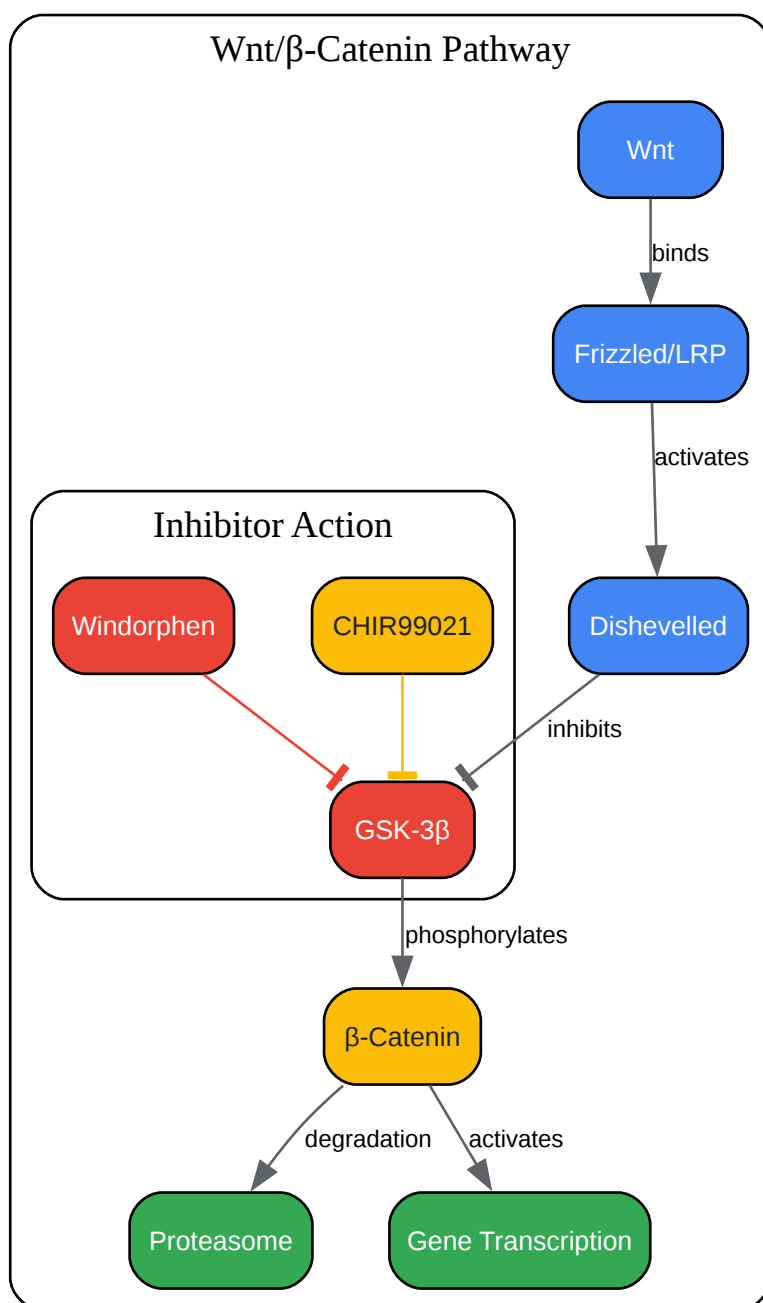 Wnt/β-Catenin Pathway
Wnt
binds
Frizzled/LRP
activates
Inhibitor Action
Windorphen
CHIR99021
Dishevelled
inhibits
GSK-3β
phosphorylates
β-Catenin
degradation
activates
Proteasome
Gene Transcription